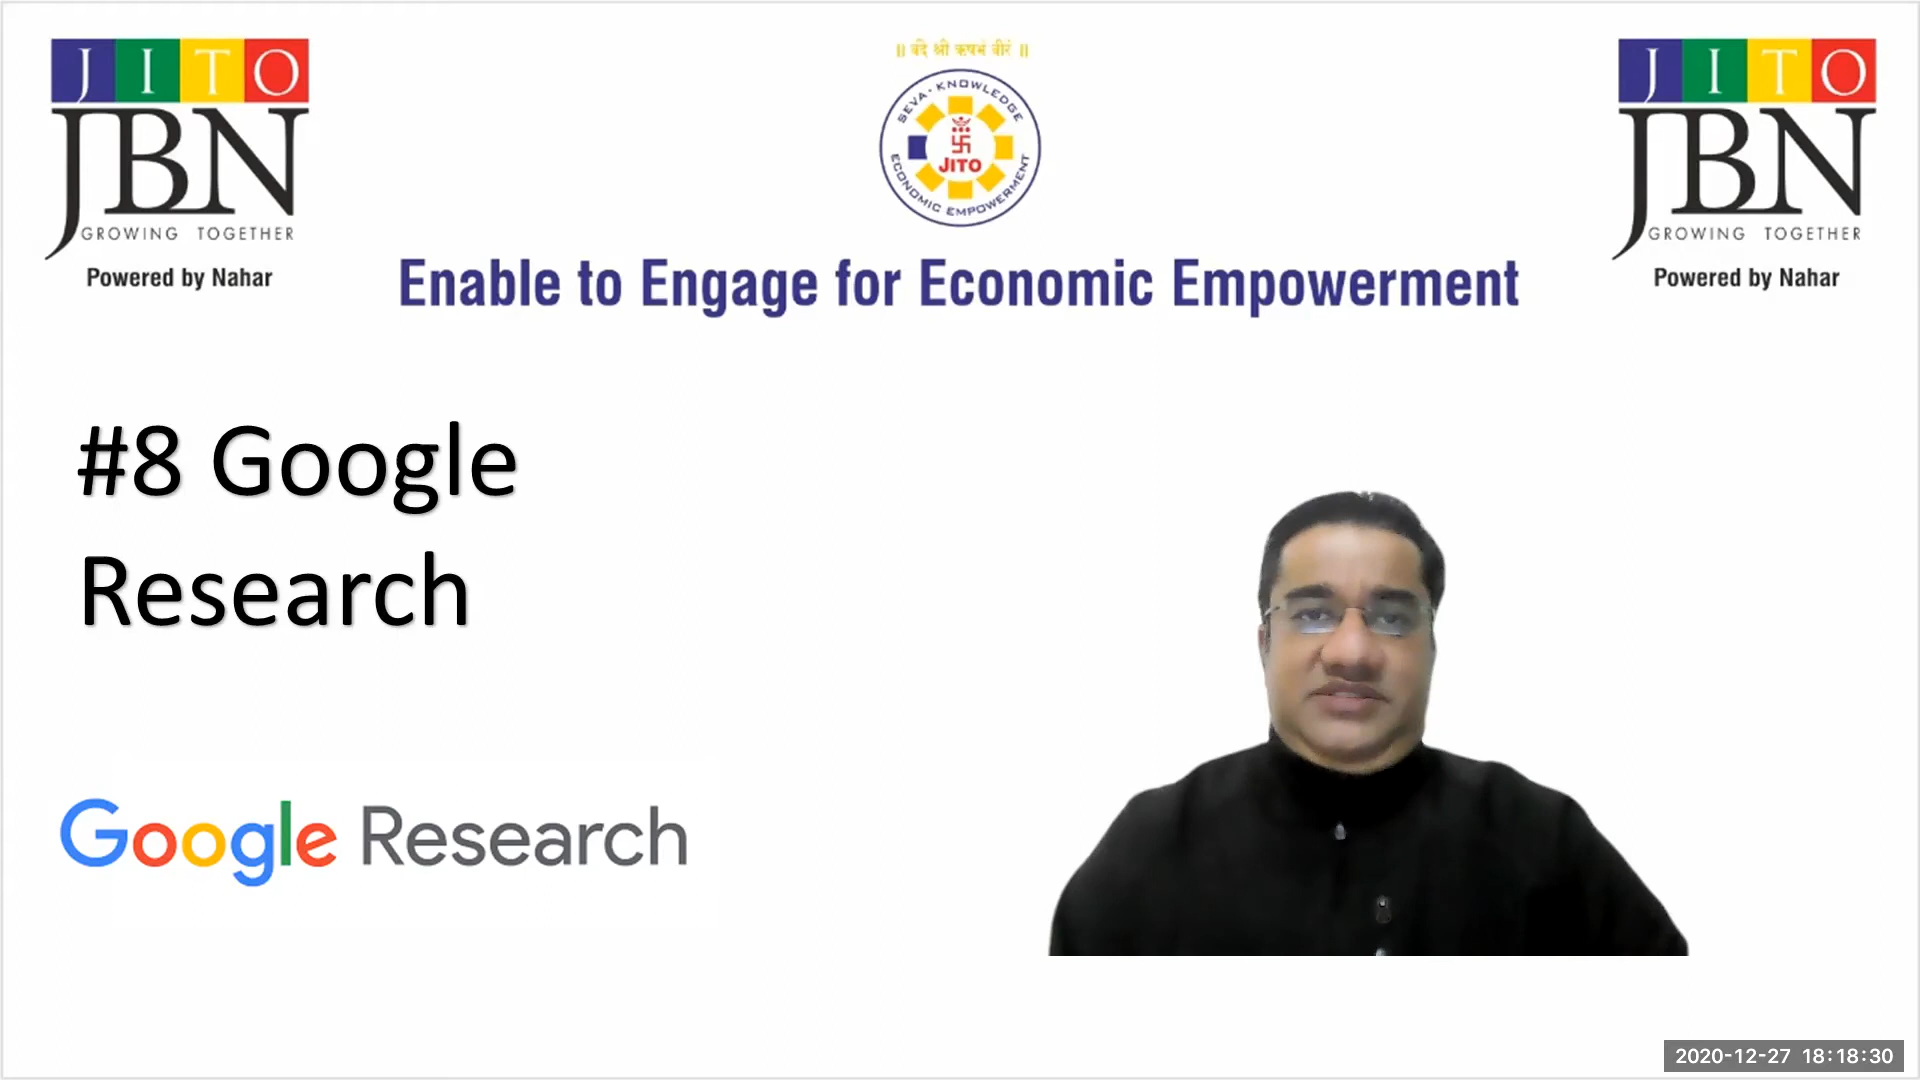 JITO
JBN
GROWING TOGETHER
Powered by Nahar
|| वंदे श्री ऋषभं वीरं ||
SEVA - KNOWLEDGE
JITO
ECONOMIC EMPOWERMENT
JITO
JBN
GROWING TOGETHER
Powered by Nahar
Enable to Engage for Economic Empowerment
#8 Google
Research
Google Research
2020-12-27 18:18:30